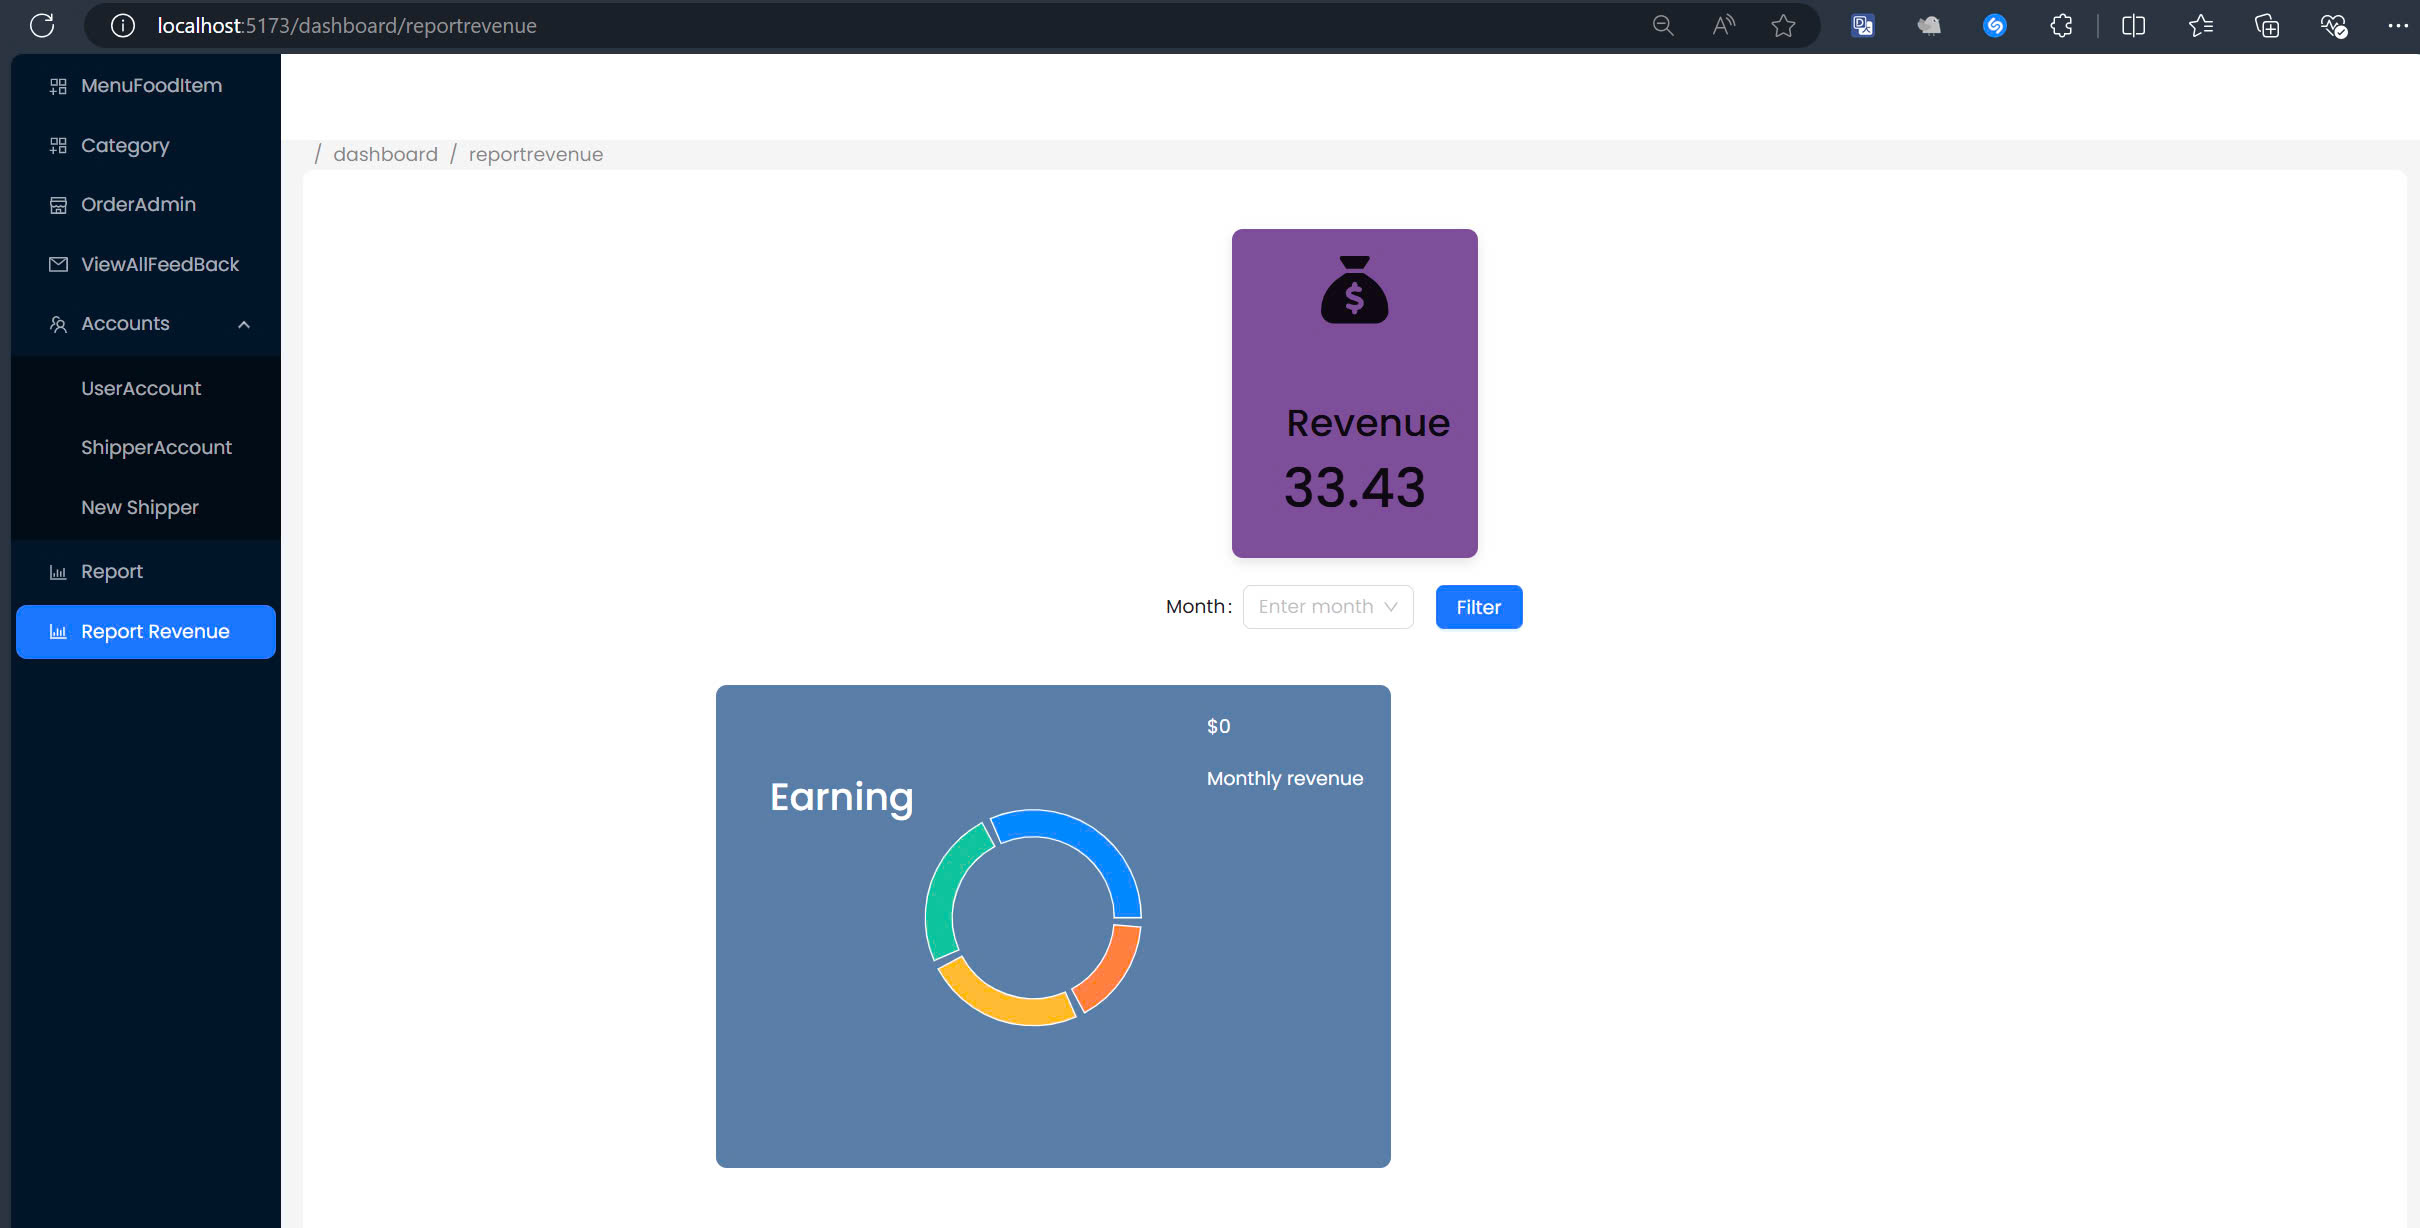 localhost:5173/dashboard/reportrevenue
MenuFoodItem
Category
OrderAdmin
ViewAllFeedBack
Accounts
UserAccount
ShipperAccount
New Shipper
Report
Report Revenue
/ dashboard / reportrevenue
$
Revenue
33.43
Month: Enter month Filter
$0
Monthly revenue
Earning